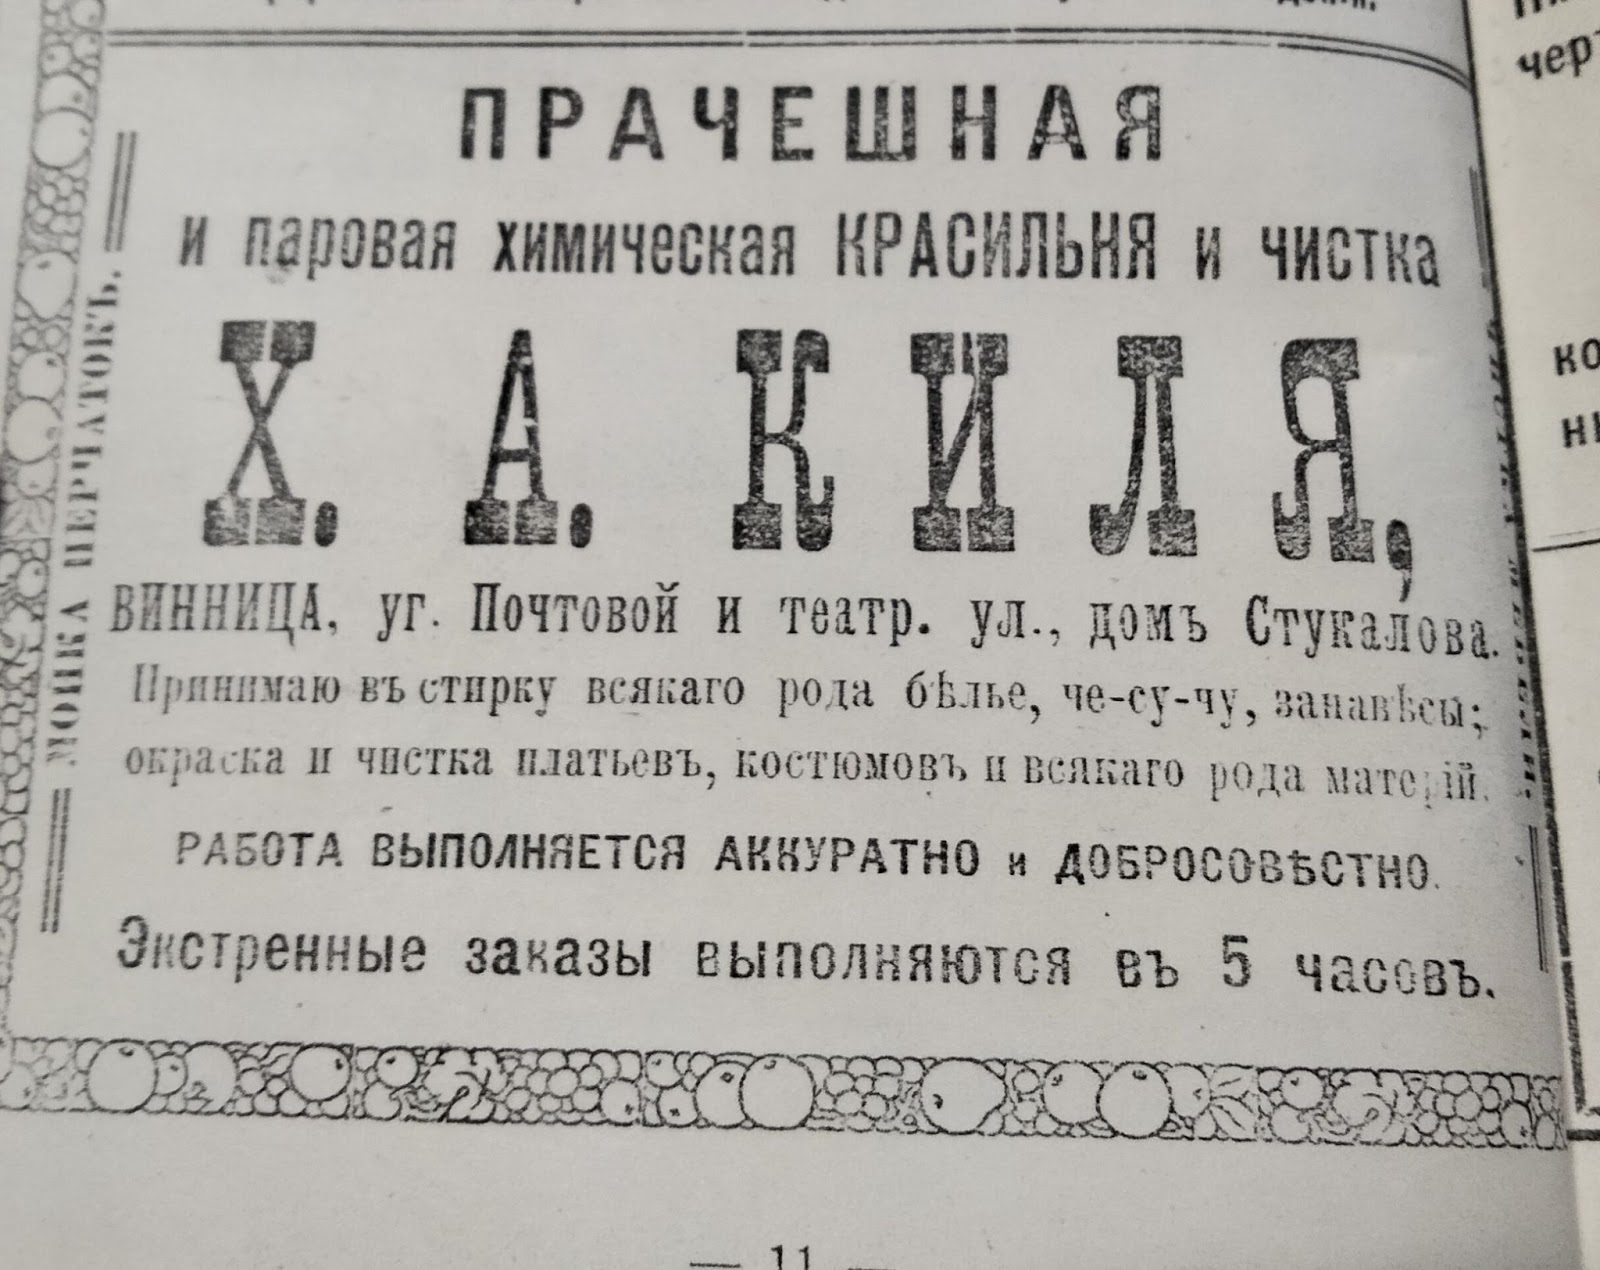 ПРАЧЕШНАЯ
и паровая химическая КРАСИЛЬНЯ и чистка
Х. А. КИЛЯ,
ВИННИЦА, уг. Почтовой и театр. ул., домъ Стукалова.
Принимаю въ стирку всякаго рода бѣлье, че-су-чу, занавѣсы;
окраска и чистка платьевъ, костюмовъ и всякаго рода матерій.
РАБОТА ВЫПОЛНЯЕТСЯ АККУРАТНО и ДОБРОСОВѢСТНО.
Экстренные заказы выполняются въ 5 часовъ.
МОЙКА ПЕРЧАТОКЪ.
— 11 —